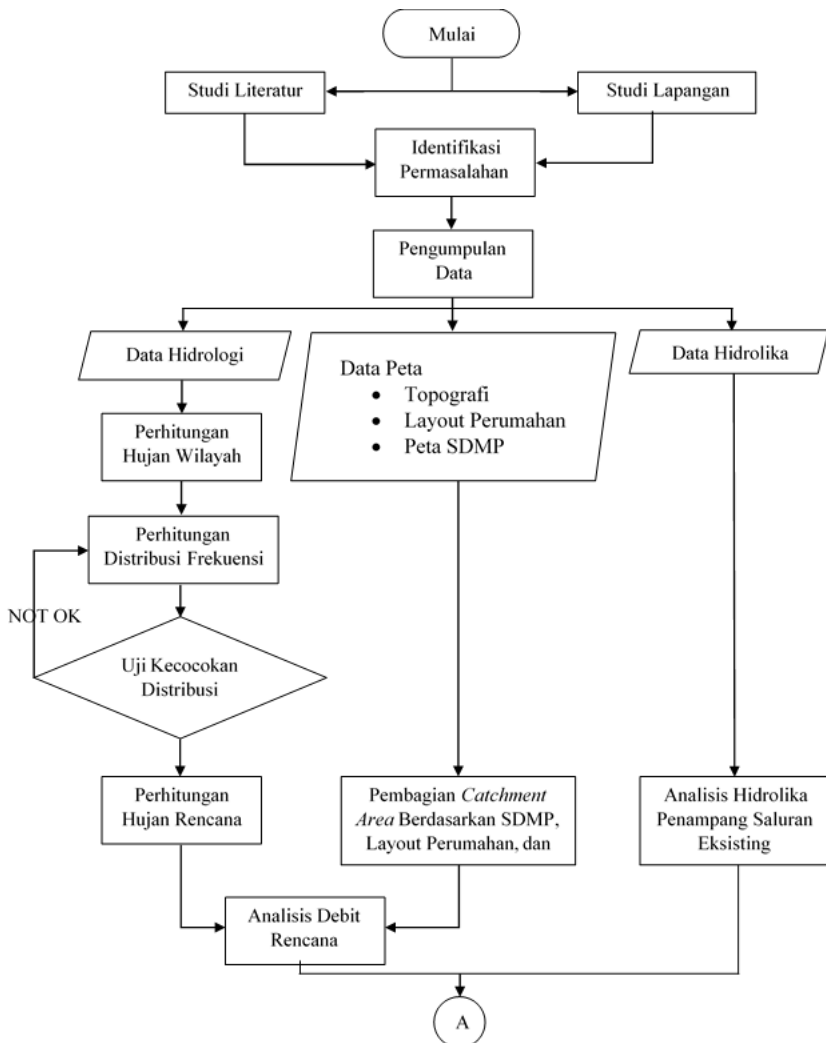 Mulai
Studi Literatur
Studi Lapangan
Identifikasi
Permasalahan
Pengumpulan
Data
Data Hidrologi
Data Peta
• Topografi
• Layout Perumahan
• Peta SDMP
Data Hidrolika
Perhitungan
Hujan Wilayah
Perhitungan
Distribusi Frekuensi
NOT OK
Uji Kecocokan
Distribusi
Perhitungan
Hujan Rencana
Pembagian Catchment
Area Berdasarkan SDMP,
Layout Perumahan, dan
Analisis Hidrolika
Penampang Saluran
Eksisting
Analisis Debit
Rencana
A